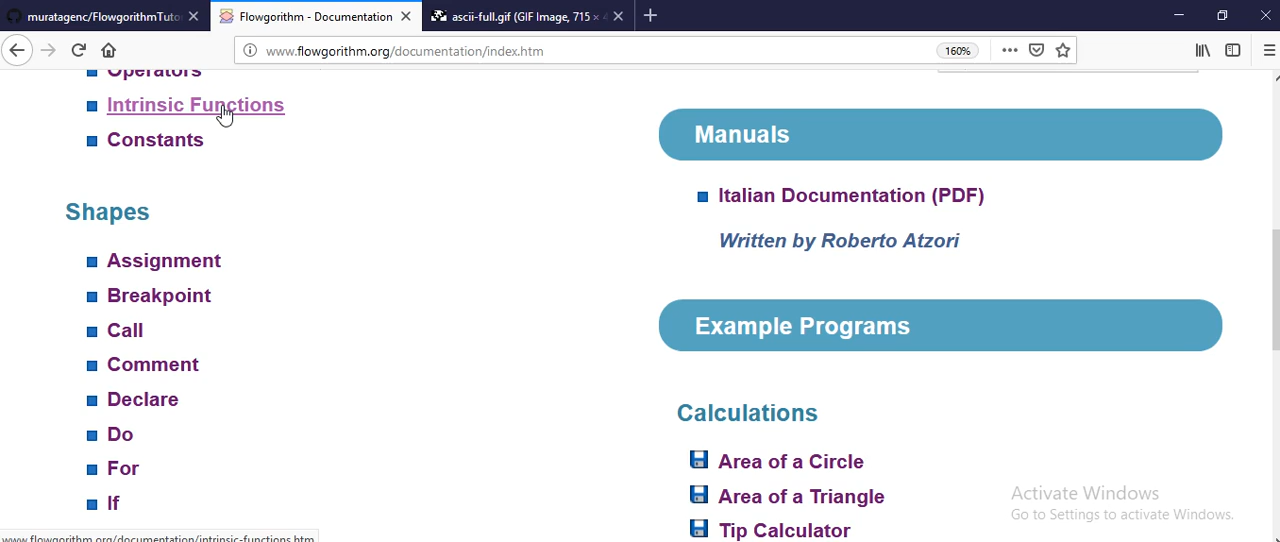 muratagenc/FlowgorithmTuto
Flowgorithm - Documentation
ascii-full.gif (GIF Image, 715 ×
www.flowgorithm.org/documentation/index.htm
160%
Operators
Intrinsic Functions
Constants
Shapes
Assignment
Breakpoint
Call
Comment
Declare
Do
For
If
www.flowgorithm.org/documentation/intrinsic-functions.htm
Manuals
Italian Documentation (PDF)
Written by Roberto Atzori
Example Programs
Calculations
Area of a Circle
Area of a Triangle
Tip Calculator
Activate Windows
Go to Settings to activate Windows.